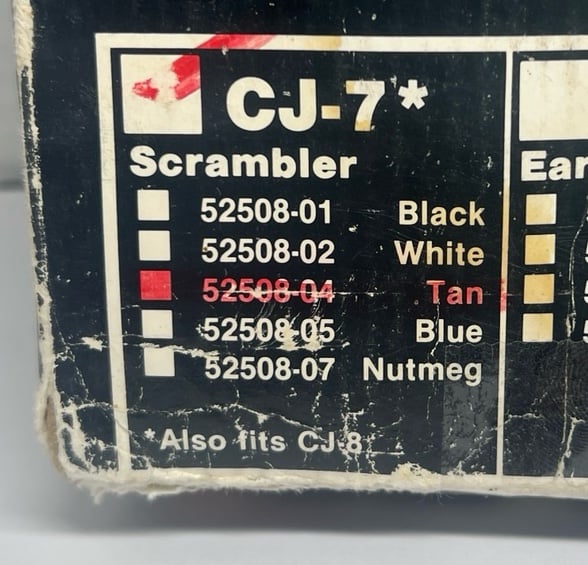 CJ-7*
Scrambler
52508-01 Black
52508-02 White
52508-04 Tan
52508-05 Blue
52508-07 Nutmeg
*Also fits CJ-8